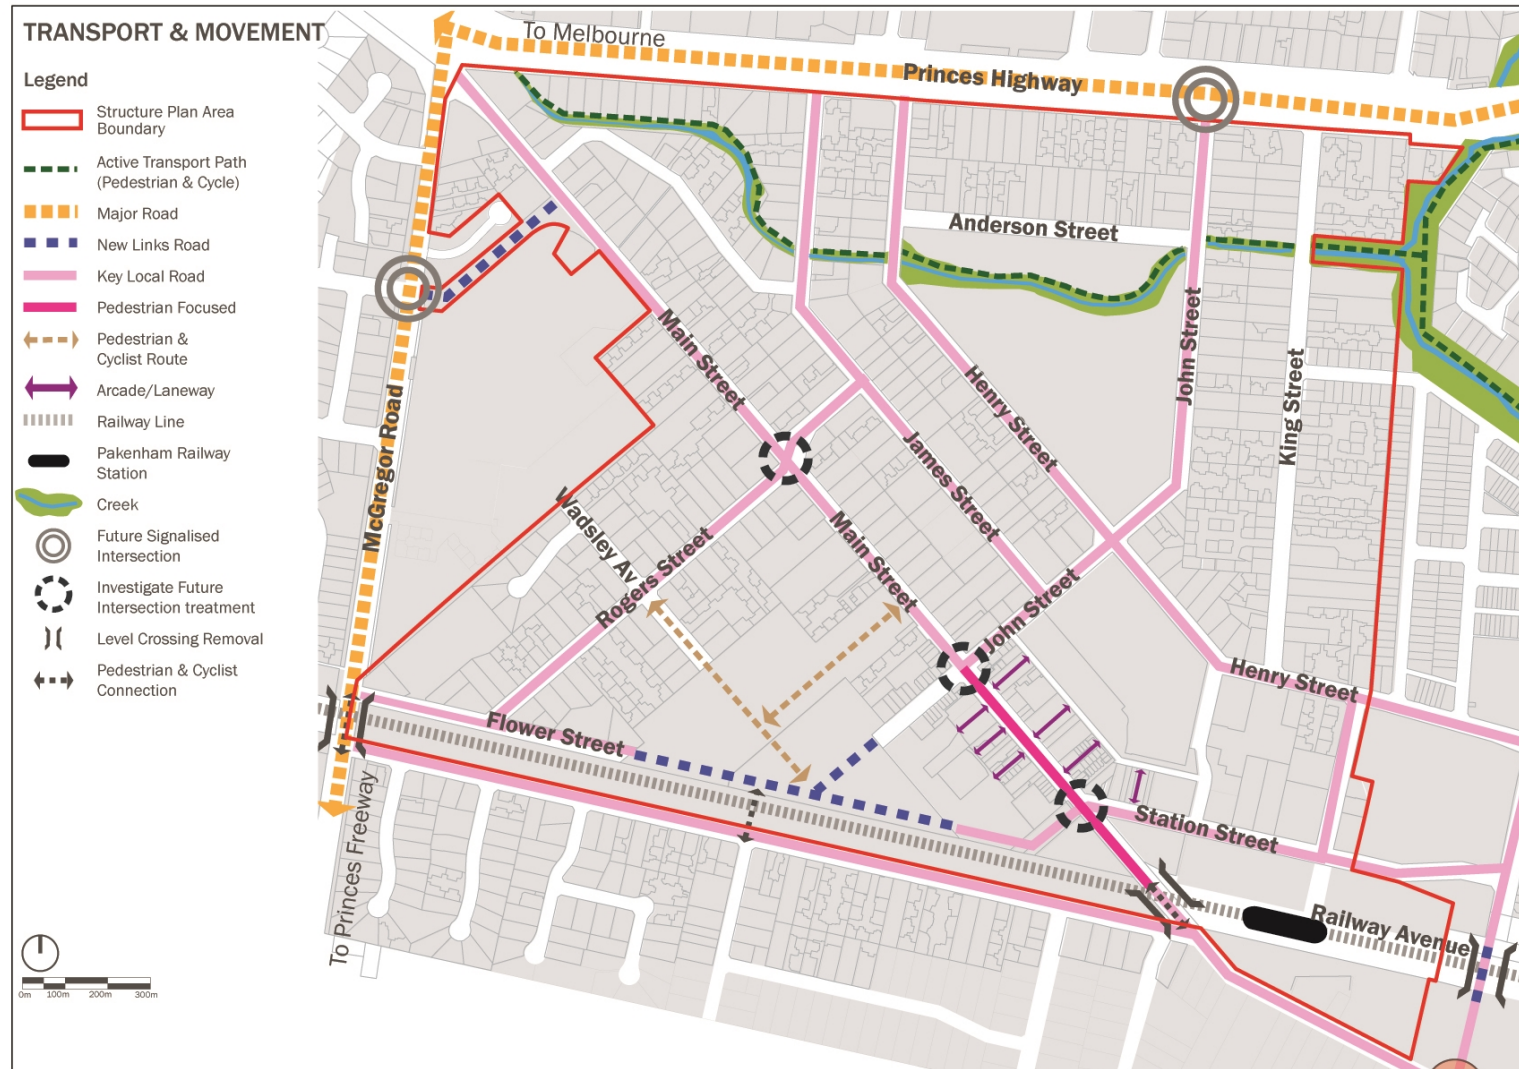 TRANSPORT & MOVEMENT
Legend
Structure Plan Area
Boundary
Active Transport Path
(Pedestrian & Cycle)
Major Road
New Links Road
Key Local Road
Pedestrian Focused
Pedestrian &
Cyclist Route
Arcade/Laneway
Railway Line
Pakenham Railway
Station
Creek
Future Signalised
Intersection
Investigate Future
Intersection treatment
Level Crossing Removal
Pedestrian & Cyclist
Connection
0m 100m 200m 300m
To Melbourne
Princes Highway
Anderson Street
Main Street
John Street
King Street
Henry Street
James Street
McGregor Road
Wadsley Av
Rogers Street
Main Street
John Street
Henry Street
Flower Street
Station Street
To Princes Freeway
Railway Avenue